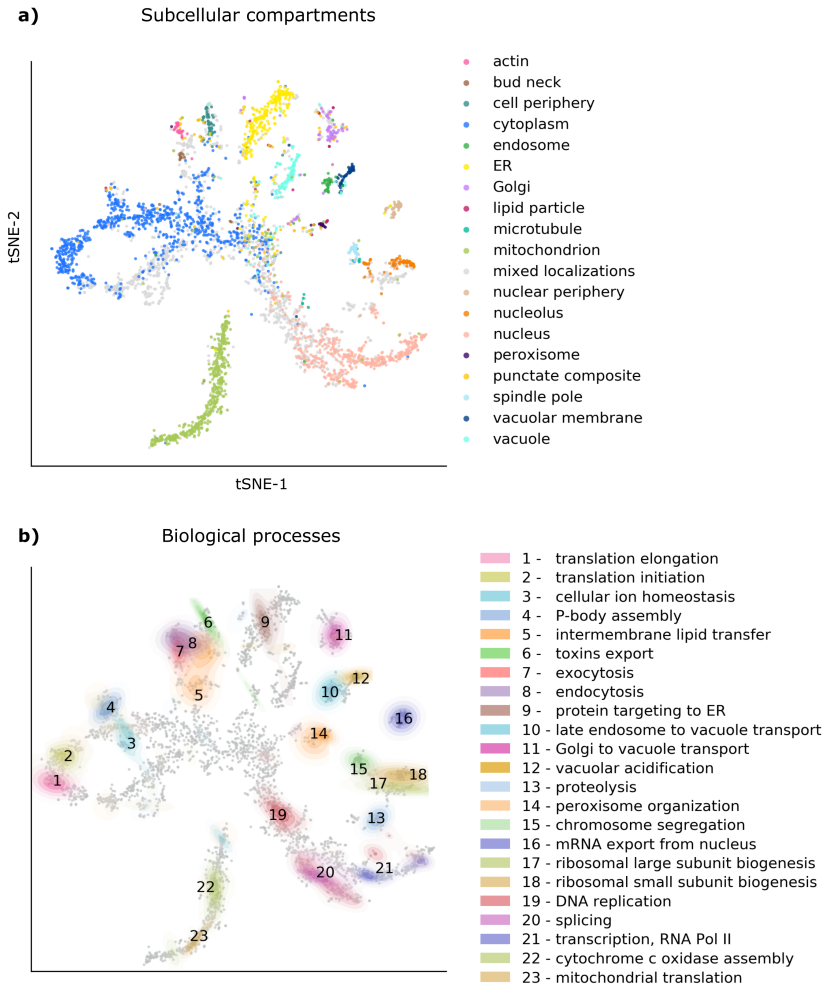 a)
Subcellular compartments
tSNE-2
tSNE-1
actin
bud neck
cell periphery
cytoplasm
endosome
ER
Golgi
lipid particle
microtubule
mitochondrion
mixed localizations
nuclear periphery
nucleolus
nucleus
peroxisome
punctate composite
spindle pole
vacuolar membrane
vacuole
b)
Biological processes
6
9
8
7
11
5
10
12
4
16
3
14
2
15
18
1
17
19
13
21
20
22
23
1 - translation elongation
2 - translation initiation
3 - cellular ion homeostasis
4 - P-body assembly
5 - intermembrane lipid transfer
6 - toxins export
7 - exocytosis
8 - endocytosis
9 - protein targeting to ER
10 - late endosome to vacuole transport
11 - Golgi to vacuole transport
12 - vacuolar acidification
13 - proteolysis
14 - peroxisome organization
15 - chromosome segregation
16 - mRNA export from nucleus
17 - ribosomal large subunit biogenesis
18 - ribosomal small subunit biogenesis
19 - DNA replication
20 - splicing
21 - transcription, RNA Pol II
22 - cytochrome c oxidase assembly
23 - mitochondrial translation